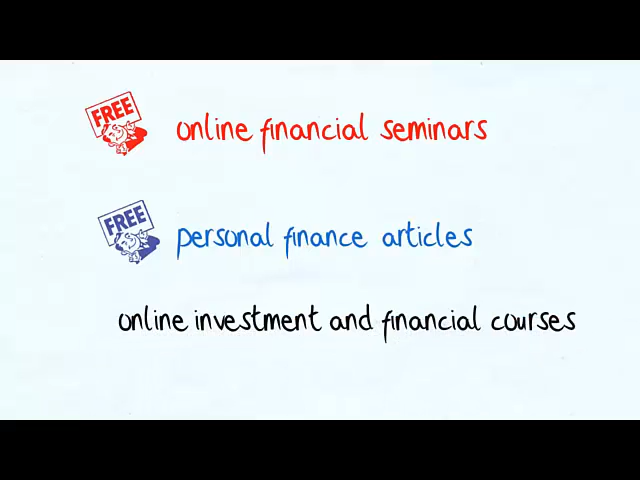 FREE
online financial seminars
FREE
personal finance articles
online investment and financial courses